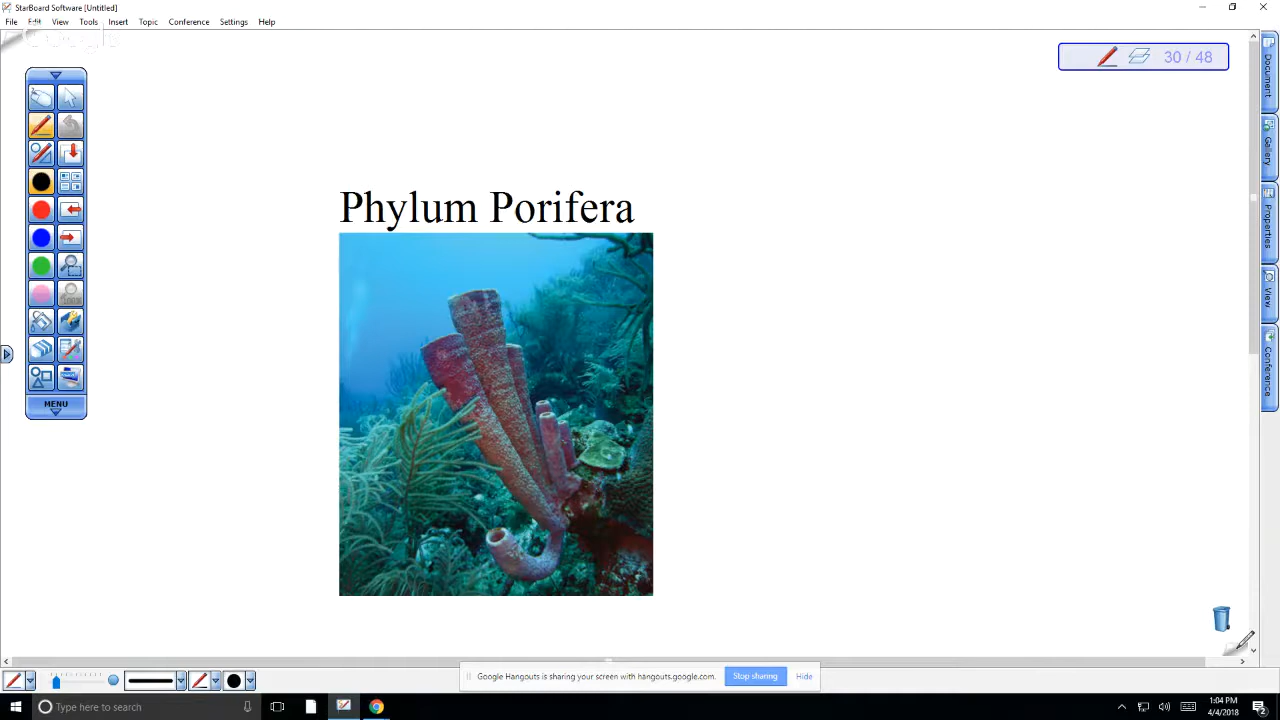 StarBoard Software [Untitled]
File Edit View Tools Insert Topic Conference Settings Help
30 / 48
Document
Gallery
Properties
View
Conference
Phylum Porifera
MENU
Google Hangouts is sharing your screen with hangouts.google.com.
Stop sharing
Hide
Type here to search
1:04 PM
4/4/2018
2